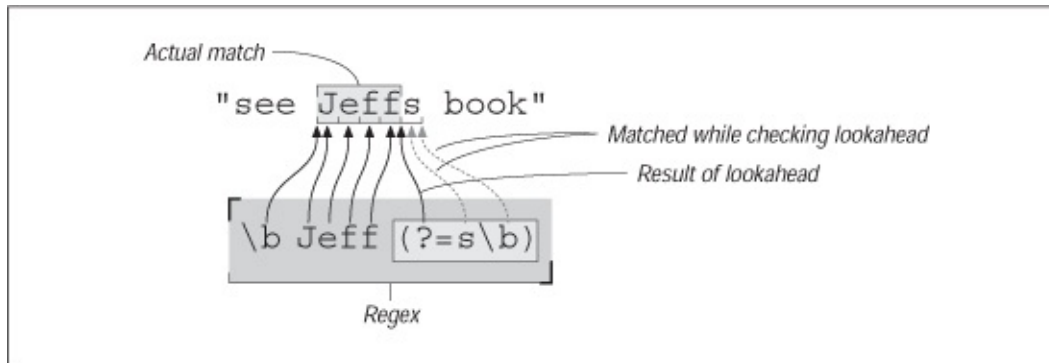 Actual match
"see Jeffs book"
Matched while checking lookahead
Result of lookahead
\b Jeff (?=s\b)
Regex